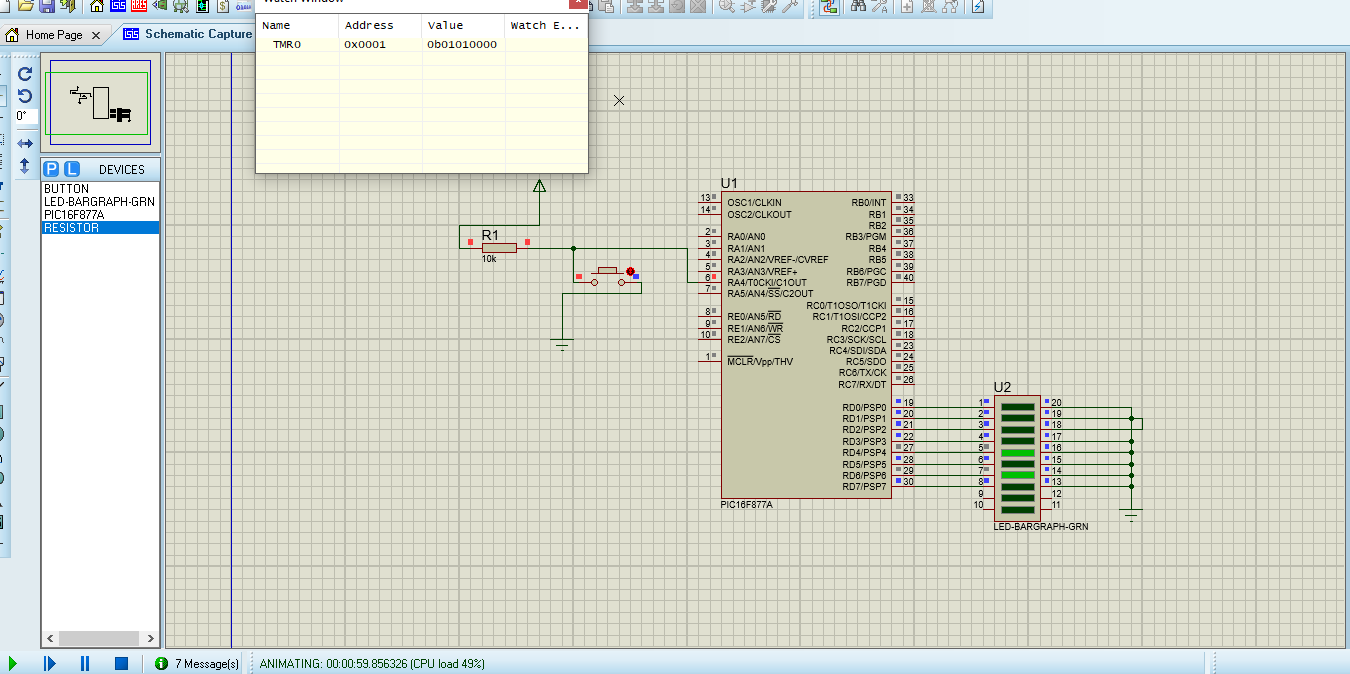 Watch Window
Home Page
Schematic Capture
Name Address Value Watch E...
TMR0 0x0001 0b01010000
0°
P L DEVICES
BUTTON
LED-BARGRAPH-GRN
PIC16F877A
RESISTOR
R1
10k
U1
13 OSC1/CLKIN
14 OSC2/CLKOUT
2 RA0/AN0
3 RA1/AN1
4 RA2/AN2/VREF-/CVREF
5 RA3/AN3/VREF+
6 RA4/T0CKI/C1OUT
7 RA5/AN4/SS/C2OUT
8 RE0/AN5/RD
9 RE1/AN6/WR
10 RE2/AN7/CS
1 MCLR/Vpp/THV
RB0/INT 33
RB1 34
RB2 35
RB3/PGM 36
RB4 37
RB5 38
RB6/PGC 39
RB7/PGD 40
RC0/T1OSO/T1CKI 15
RC1/T1OSI/CCP2 16
RC2/CCP1 17
RC3/SCK/SCL 18
RC4/SDI/SDA 23
RC5/SDO 24
RC6/TX/CK 25
RC7/RX/DT 26
RD0/PSP0 19
RD1/PSP1 20
RD2/PSP2 21
RD3/PSP3 22
RD4/PSP4 27
RD5/PSP5 28
RD6/PSP6 29
RD7/PSP7 30
PIC16F877A
U2
1 20
2 19
3 18
4 17
5 16
6 15
7 14
8 13
9 12
10 11
LED-BARGRAPH-GRN
7 Message(s)
ANIMATING: 00:00:59.856326 (CPU load 49%)